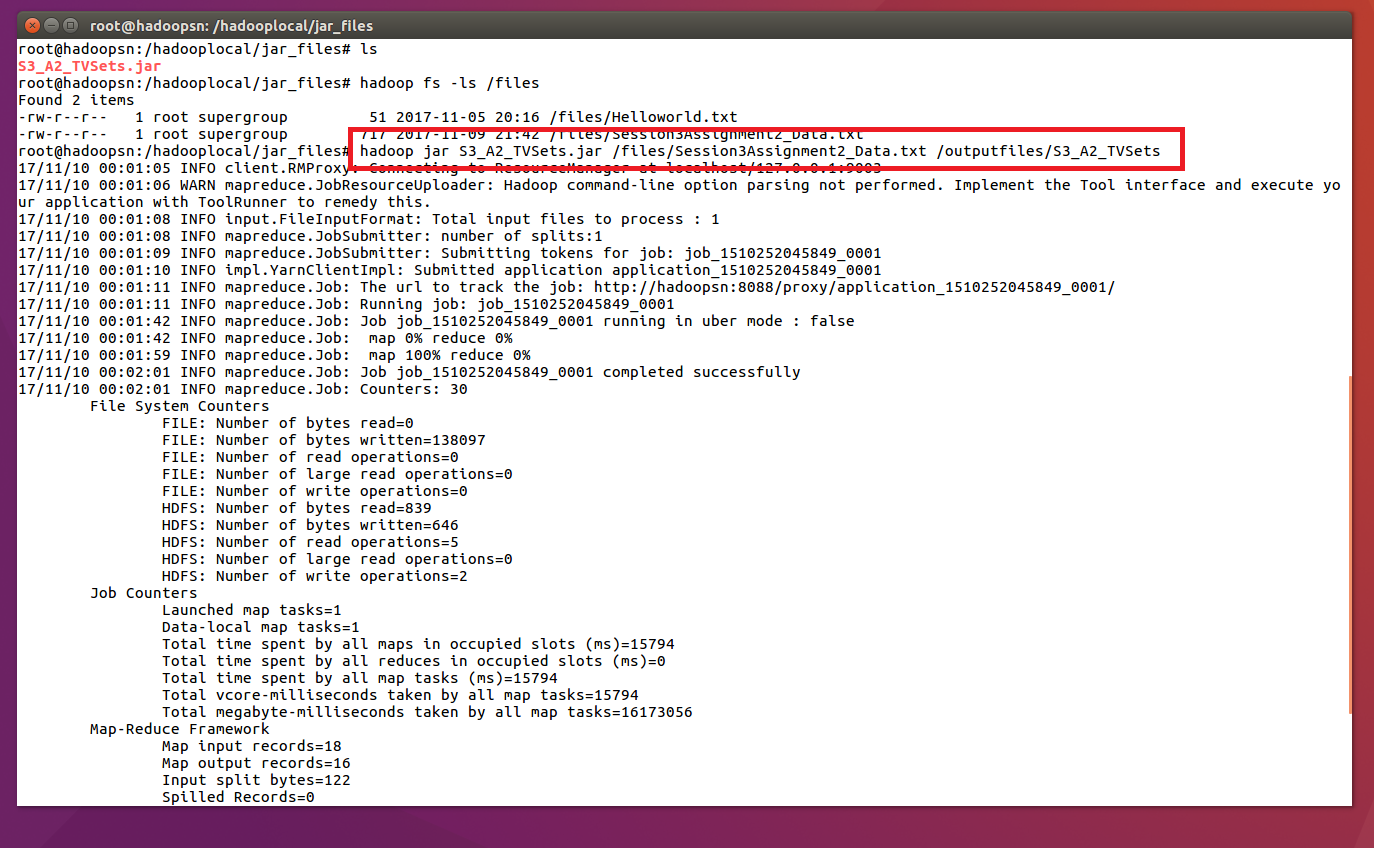 root@hadoopsn: /hadooplocal/jar_files
root@hadoopsn:/hadooplocal/jar_files# ls
S3_A2_TVSets.jar
root@hadoopsn:/hadooplocal/jar_files# hadoop fs -ls /files
Found 2 items
-rw-r--r--   1 root supergroup         51 2017-11-05 20:16 /files/Helloworld.txt
-rw-r--r--   1 root supergroup        717 2017-11-09 21:42 /files/Session3Assignment2_Data.txt
root@hadoopsn:/hadooplocal/jar_files# hadoop jar S3_A2_TVSets.jar /files/Session3Assignment2_Data.txt /outputfiles/S3_A2_TVSets
17/11/10 00:01:05 INFO client.RMProxy: Connecting to ResourceManager at localhost/127.0.0.1:9003
17/11/10 00:01:06 WARN mapreduce.JobResourceUploader: Hadoop command-line option parsing not performed. Implement the Tool interface and execute yo
ur application with ToolRunner to remedy this.
17/11/10 00:01:08 INFO input.FileInputFormat: Total input files to process : 1
17/11/10 00:01:08 INFO mapreduce.JobSubmitter: number of splits:1
17/11/10 00:01:09 INFO mapreduce.JobSubmitter: Submitting tokens for job: job_1510252045849_0001
17/11/10 00:01:10 INFO impl.YarnClientImpl: Submitted application application_1510252045849_0001
17/11/10 00:01:11 INFO mapreduce.Job: The url to track the job: http://hadoopsn:8088/proxy/application_1510252045849_0001/
17/11/10 00:01:11 INFO mapreduce.Job: Running job: job_1510252045849_0001
17/11/10 00:01:42 INFO mapreduce.Job: Job job_1510252045849_0001 running in uber mode : false
17/11/10 00:01:42 INFO mapreduce.Job:  map 0% reduce 0%
17/11/10 00:01:59 INFO mapreduce.Job:  map 100% reduce 0%
17/11/10 00:02:01 INFO mapreduce.Job: Job job_1510252045849_0001 completed successfully
17/11/10 00:02:01 INFO mapreduce.Job: Counters: 30
File System Counters
FILE: Number of bytes read=0
FILE: Number of bytes written=138097
FILE: Number of read operations=0
FILE: Number of large read operations=0
FILE: Number of write operations=0
HDFS: Number of bytes read=839
HDFS: Number of bytes written=646
HDFS: Number of read operations=5
HDFS: Number of large read operations=0
HDFS: Number of write operations=2
Job Counters
Launched map tasks=1
Data-local map tasks=1
Total time spent by all maps in occupied slots (ms)=15794
Total time spent by all reduces in occupied slots (ms)=0
Total time spent by all map tasks (ms)=15794
Total vcore-milliseconds taken by all map tasks=15794
Total megabyte-milliseconds taken by all map tasks=16173056
Map-Reduce Framework
Map input records=18
Map output records=16
Input split bytes=122
Spilled Records=0